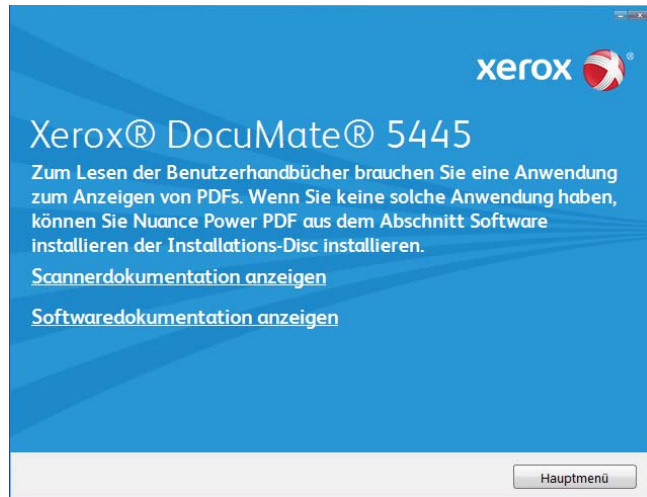 xerox
Xerox® DocuMate® 5445
Zum Lesen der Benutzerhandbücher brauchen Sie eine Anwendung
zum Anzeigen von PDFs. Wenn Sie keine solche Anwendung haben,
können Sie Nuance Power PDF aus dem Abschnitt Software
installieren der Installations-Disc installieren.
Scannerdokumentation anzeigen
Softwaredokumentation anzeigen
Hauptmenü